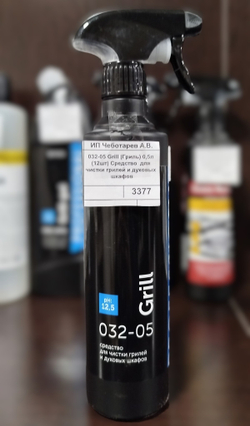 ИП Чеботарев А.В.
032-05 Grill (Гриль) 0,5л
(12шт) Средство для
чистки грилей и духовых
шкафов
3377
Grill
pH:
12,5
032-05
средство
для чистки грилей
и духовых шкафов